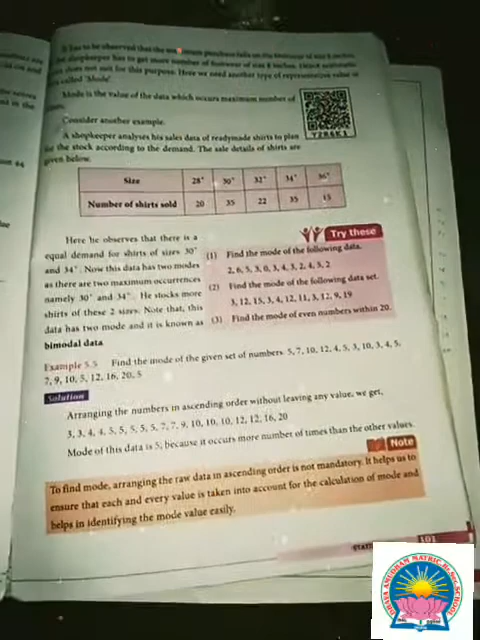 It has to be observed that the maximum purchase falls on the footwear of size 8 inches.
shopkeeper has to get more number of footwear of size 8 inches. Hence arithmetic
does not suit for this purpose. Here we need another type of representative value of
called 'Mode'.
Mode is the value of the data which occurs maximum number of
Consider another example.
A shopkeeper analyses his sales data of readymade shirts to plan
the stock according to the demand. The sale details of shirts are
given below.
Size 28" 30" 32" 34" 36"
Number of shirts sold 20 35 22 35 15
Here he observes that there is a
equal demand for shirts of sizes 30"
and 34". Now this data has two modes
as there are two maximum occurrences
namely 30" and 34". He stocks more
shirts of these 2 sizes. Note that, this
data has two mode and it is known as
bimodal data.
Try these
(1) Find the mode of the following data.
2, 6, 5, 3, 0, 3, 4, 3, 2, 4, 5, 2
(2) Find the mode of the following data set.
3, 12, 15, 3, 4, 12, 11, 3, 12, 9, 19
(3) Find the mode of even numbers within 20.
Example 5.5 Find the mode of the given set of numbers. 5, 7, 10, 12, 4, 5, 3, 10, 3, 4, 5,
7, 9, 10, 5, 12, 16, 20, 5
Solution
Arranging the numbers in ascending order without leaving any value, we get,
3, 3, 4, 4, 5, 5, 5, 5, 5, 7, 7, 9, 10, 10, 10, 12, 12, 16, 20
Mode of this data is 5, because it occurs more number of times than the other values.
Note
To find mode, arranging the raw data in ascending order is not mandatory. It helps us to
ensure that each and every value is taken into account for the calculation of mode and
helps in identifying the mode value easily.
101